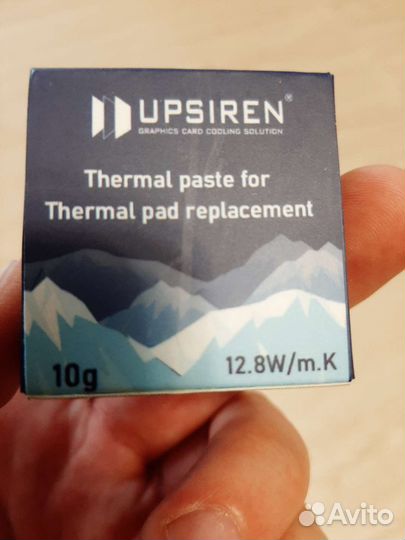 UPSIREN®
GRAPHICS CARD COOLING SOLUTION
Thermal paste for
Thermal pad replacement
10g
12.8W/m.K
Avito